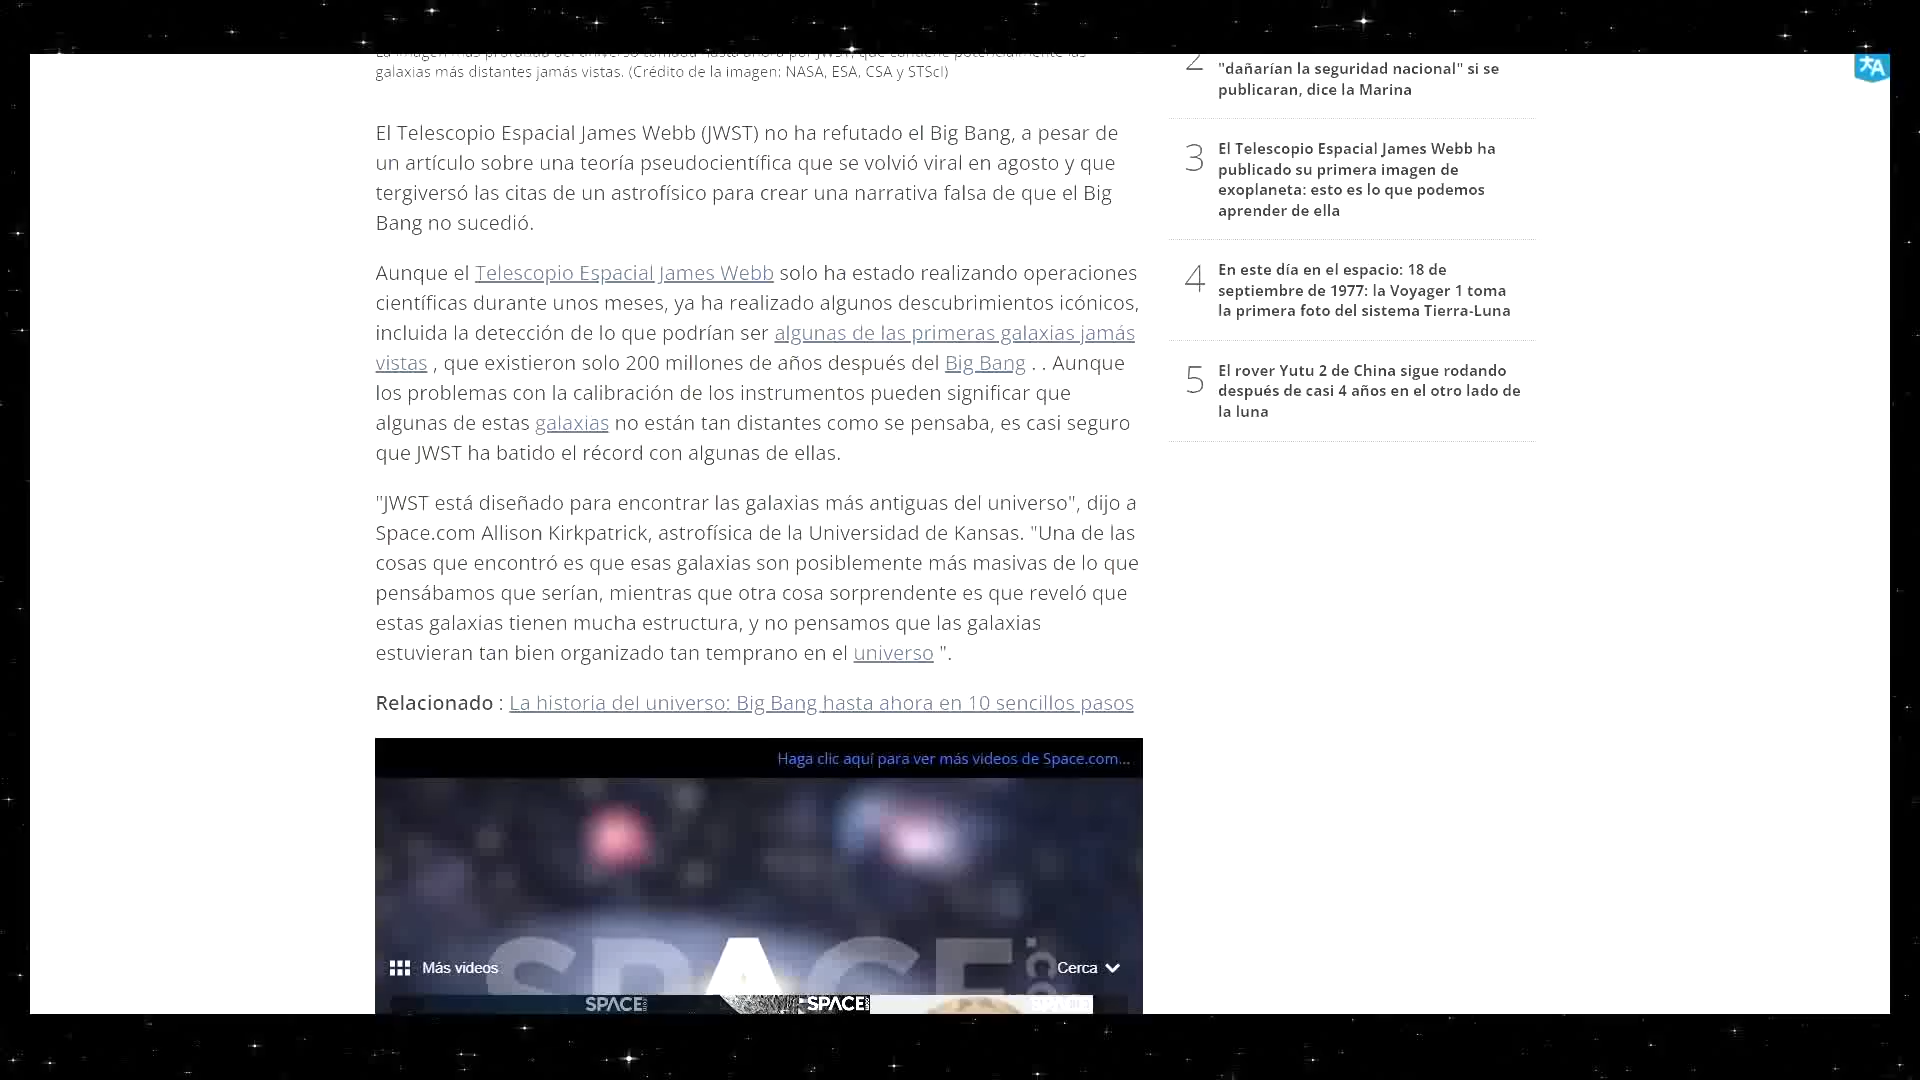 La imagen más profunda del universo tomada hasta ahora por JWST, que contiene potencialmente las
galaxias más distantes jamás vistas. (Crédito de la imagen: NASA, ESA, CSA y STScI)
El Telescopio Espacial James Webb (JWST) no ha refutado el Big Bang, a pesar de
un artículo sobre una teoría pseudocientífica que se volvió viral en agosto y que
tergiversó las citas de un astrofísico para crear una narrativa falsa de que el Big
Bang no sucedió.
Aunque el Telescopio Espacial James Webb solo ha estado realizando operaciones
científicas durante unos meses, ya ha realizado algunos descubrimientos icónicos,
incluida la detección de lo que podrían ser algunas de las primeras galaxias jamás
vistas , que existieron solo 200 millones de años después del Big Bang . . Aunque
los problemas con la calibración de los instrumentos pueden significar que
algunas de estas galaxias no están tan distantes como se pensaba, es casi seguro
que JWST ha batido el récord con algunas de ellas.
"JWST está diseñado para encontrar las galaxias más antiguas del universo", dijo a
Space.com Allison Kirkpatrick, astrofísica de la Universidad de Kansas. "Una de las
cosas que encontró es que esas galaxias son posiblemente más masivas de lo que
pensábamos que serían, mientras que otra cosa sorprendente es que reveló que
estas galaxias tienen mucha estructura, y no pensamos que las galaxias
estuvieran tan bien organizado tan temprano en el universo ".
Relacionado : La historia del universo: Big Bang hasta ahora en 10 sencillos pasos
Haga clic aquí para ver más videos de Space.com...
SPACE
.co
Más videos
Cerca
SPACE
SPACE
2
"dañarían la seguridad nacional" si se
publicaran, dice la Marina
3
El Telescopio Espacial James Webb ha
publicado su primera imagen de
exoplaneta: esto es lo que podemos
aprender de ella
4
En este día en el espacio: 18 de
septiembre de 1977: la Voyager 1 toma
la primera foto del sistema Tierra-Luna
5
El rover Yutu 2 de China sigue rodando
después de casi 4 años en el otro lado de
la luna